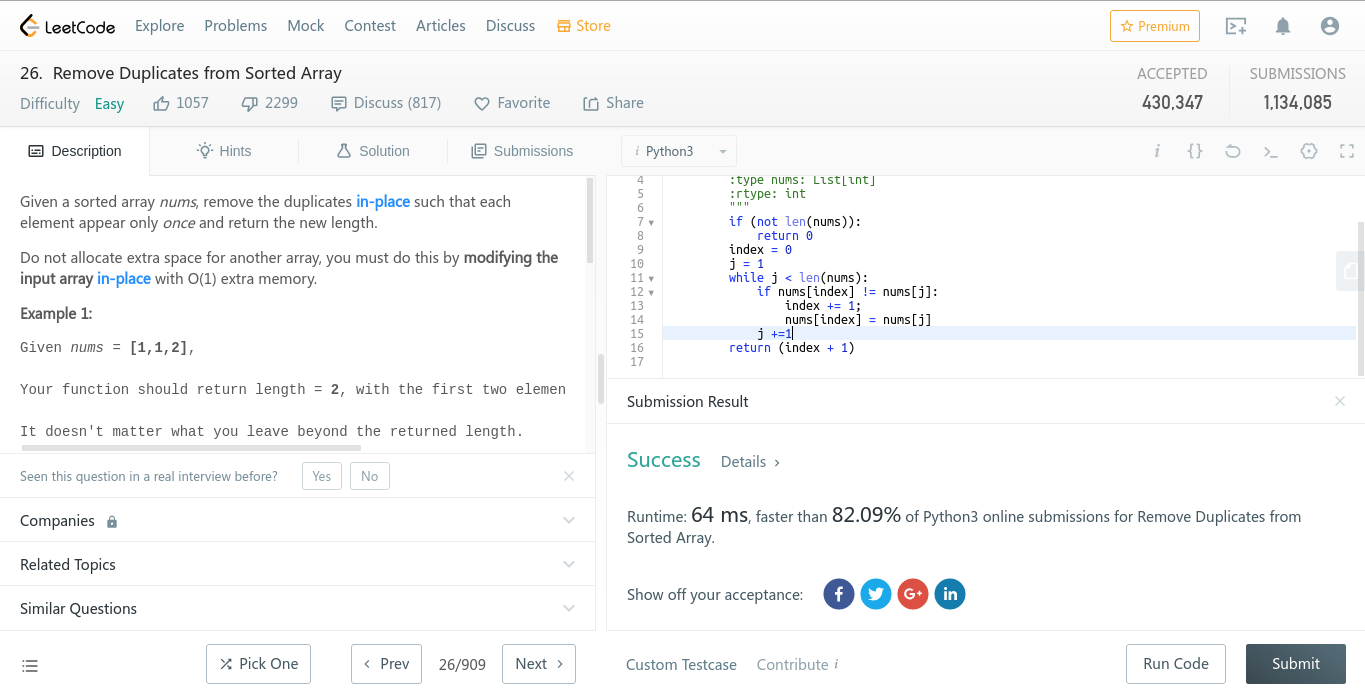 LeetCode Explore Problems Mock Contest Articles Discuss Store Premium
26. Remove Duplicates from Sorted Array
ACCEPTED SUBMISSIONS
Difficulty Easy 1057 2299 Discuss (817) Favorite Share
430,347 1,134,085
Description Hints Solution Submissions
i Python3
Given a sorted array nums, remove the duplicates in-place such that each
element appear only once and return the new length.
Do not allocate extra space for another array, you must do this by modifying the
input array in-place with O(1) extra memory.
Example 1:
Given nums = [1,1,2],
Your function should return length = 2, with the first two elemen
It doesn't matter what you leave beyond the returned length.
Seen this question in a real interview before? Yes No
Companies
Related Topics
Similar Questions
Pick One Prev 26/909 Next
4 :type nums: List[int]
5 :rtype: int
6 """
7 if (not len(nums)):
8 return 0
9 index = 0
10 j = 1
11 while j < len(nums):
12 if nums[index] != nums[j]:
13 index += 1;
14 nums[index] = nums[j]
15 j +=1
16 return (index + 1)
17
Submission Result
Success Details
Runtime: 64 ms, faster than 82.09% of Python3 online submissions for Remove Duplicates from
Sorted Array.
Show off your acceptance: f G+ in
Custom Testcase Contribute i Run Code Submit